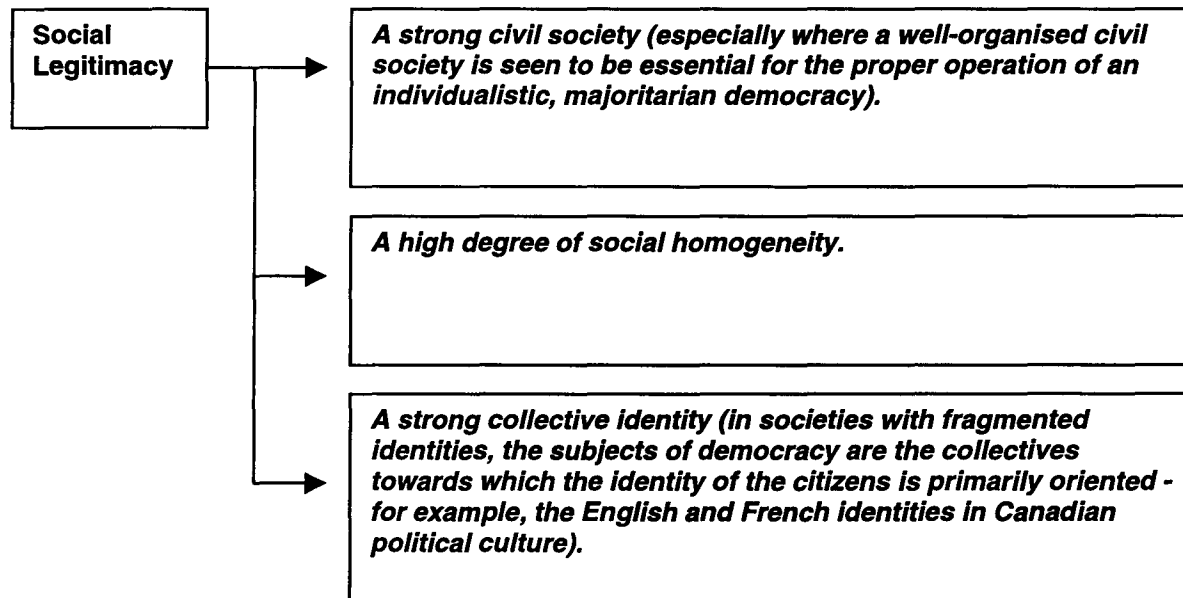 Social
Legitimacy
A strong civil society (especially where a well-organised civil
society is seen to be essential for the proper operation of an
individualistic, majoritarian democracy).
A high degree of social homogeneity.
A strong collective identity (in societies with fragmented
identities, the subjects of democracy are the collectives
towards which the identity of the citizens is primarily oriented -
for example, the English and French identities in Canadian
political culture).